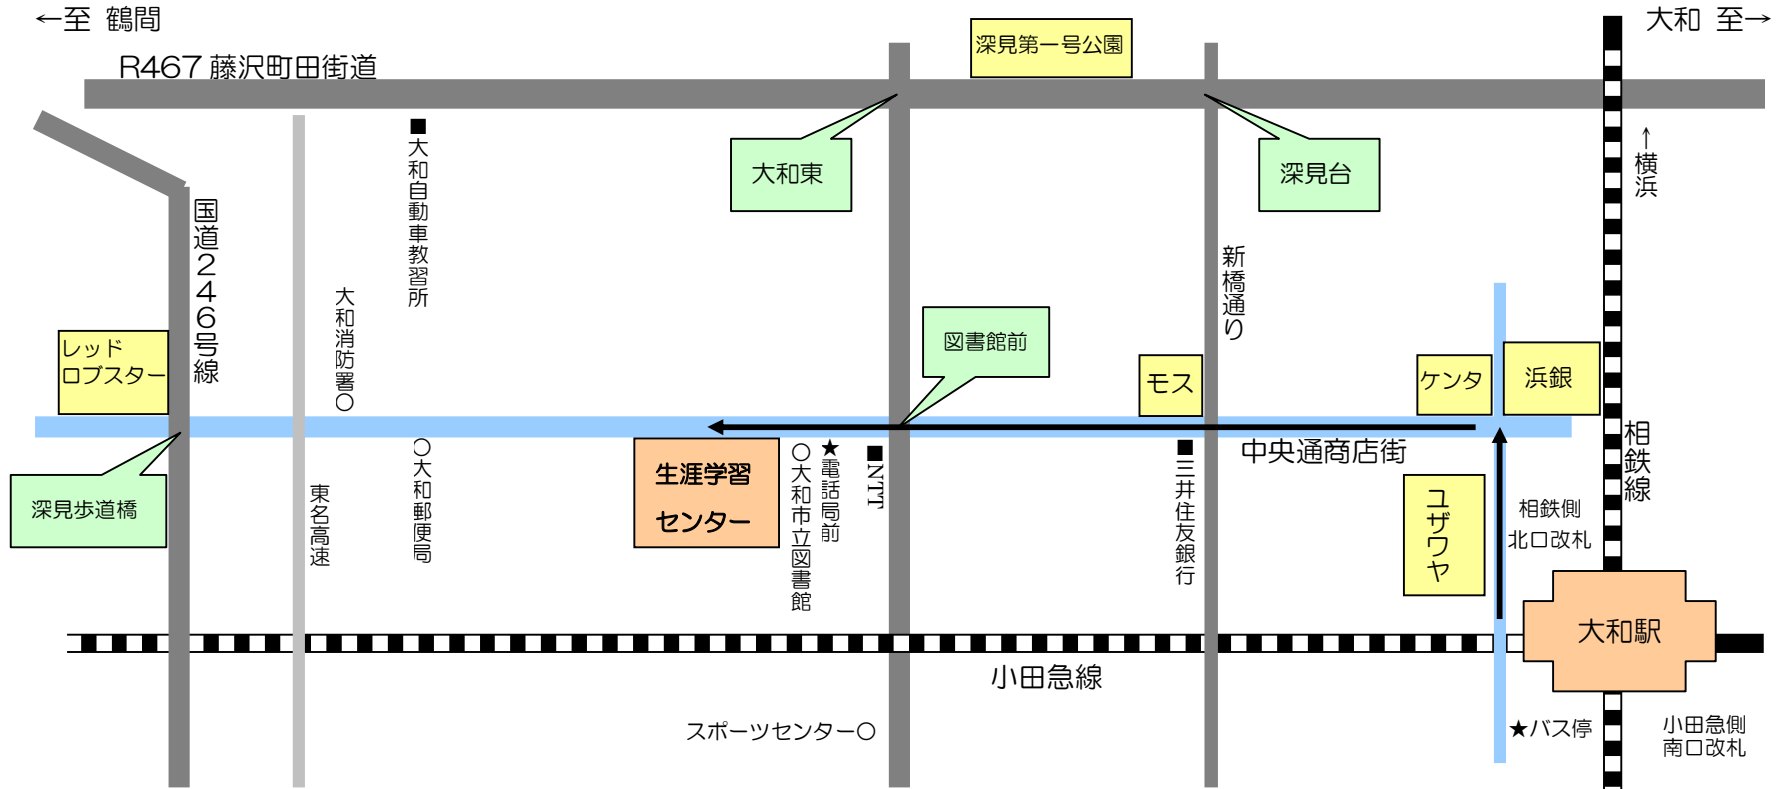 ←至 鶴間
大和 至→
深見第一号公園
R467 藤沢町田街道
大和東
深見台
←横浜
■大和自動車教習所
国道246号線
新橋通り
大和消防署○
図書館前
レッド
ロブスター
モス
ケンタ
浜銀
中央通商店街
相鉄線
生涯学習
センター
○大和市立図書館
★電話局前
■NTT
■三井住友銀行
○大和郵便局
東名高速
深見歩道橋
ユザワヤ
相鉄側
北口改札
大和駅
小田急線
スポーツセンター○
★バス停
小田急側
南口改札